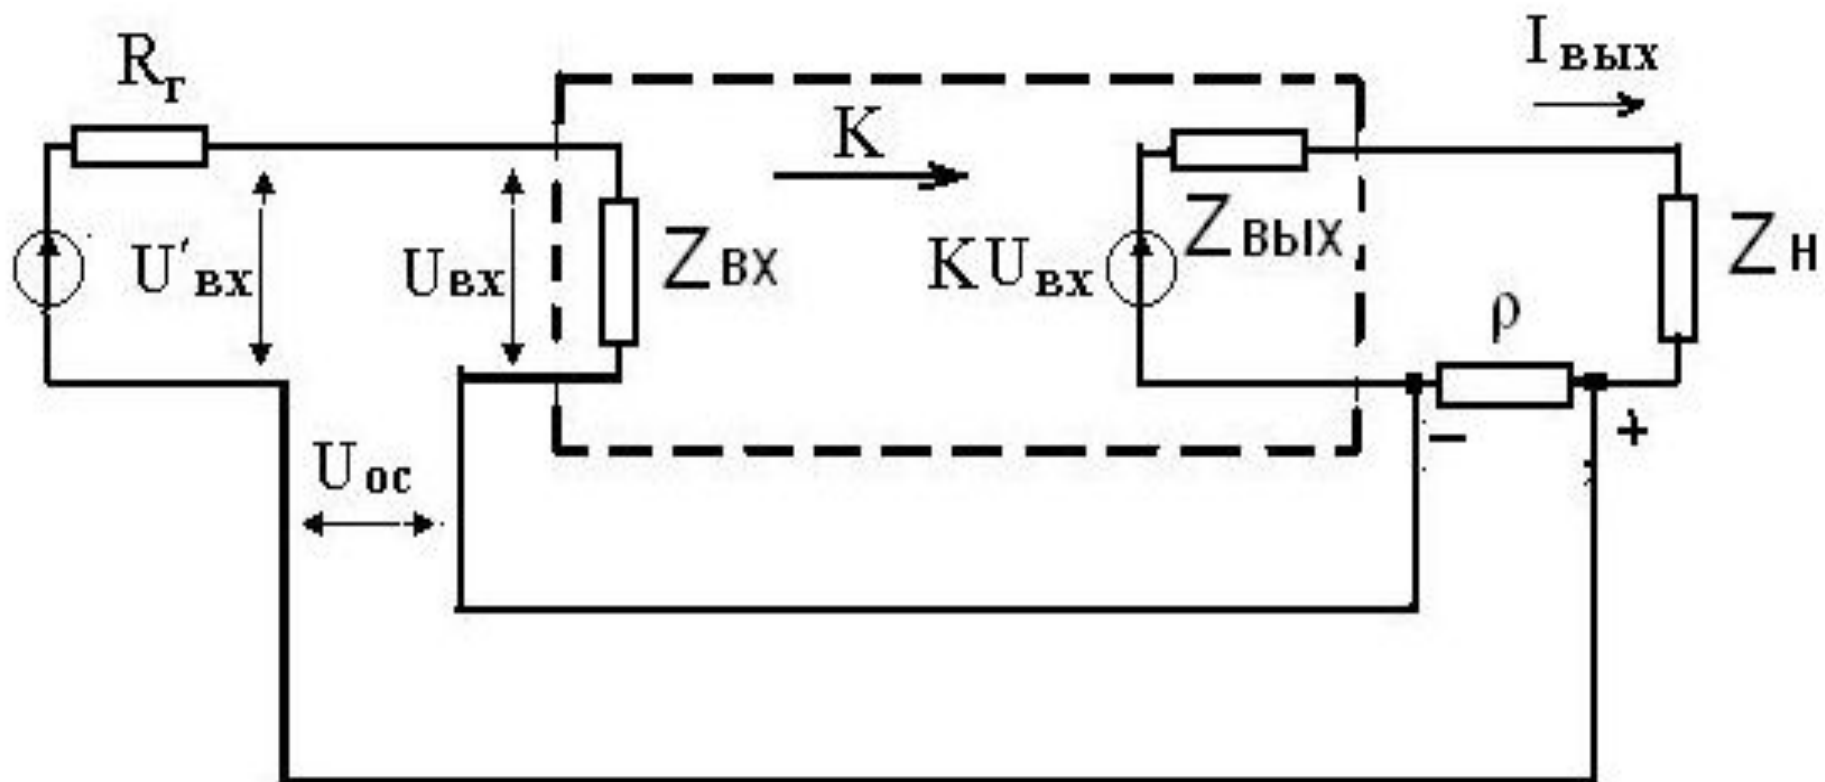 Rг
Iвых
K
U'вх
Uвх
Zвх
KUвх
Zвых
Zн
ρ
− +
Uос